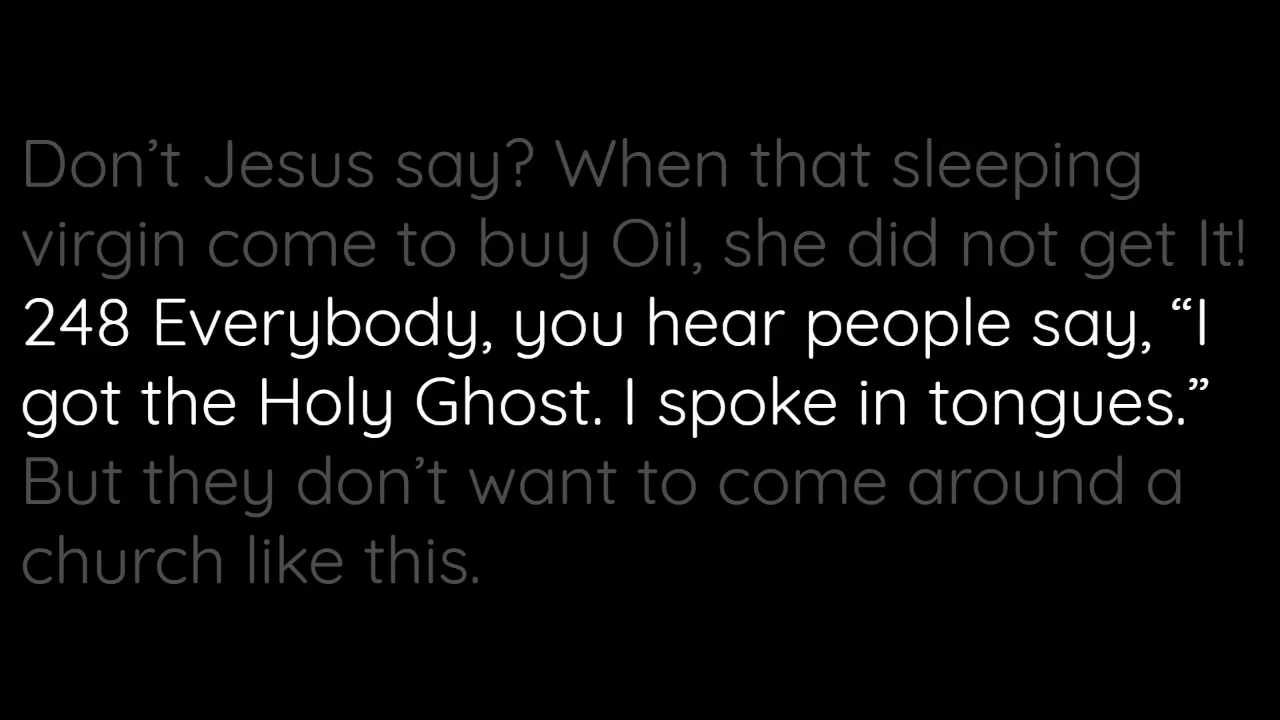 Don’t Jesus say? When that sleeping
virgin come to buy Oil, she did not get It!
248 Everybody, you hear people say, “I
got the Holy Ghost. I spoke in tongues.”
But they don’t want to come around a
church like this.